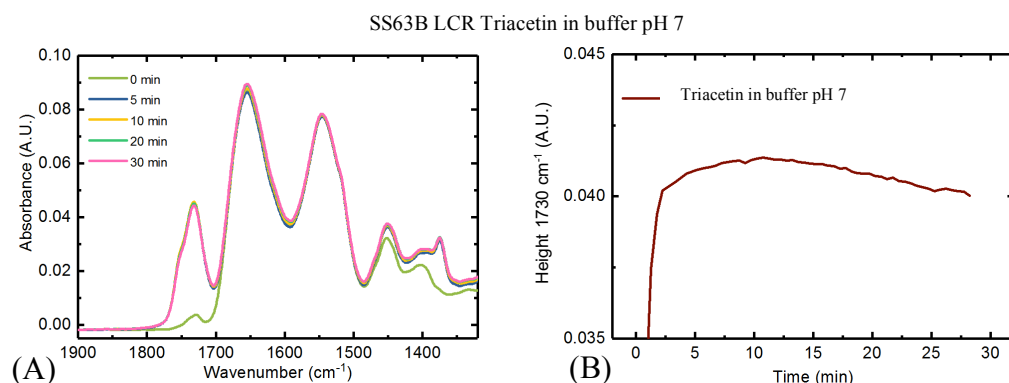 SS63B LCR Triacetin in buffer pH 7
0.10
0.08
0.06
0.04
0.02
0.00
Absorbance (A.U.)
0 min
5 min
10 min
20 min
30 min
1900 1800 1700 1600 1500 1400
Wavenumber (cm⁻¹)
(A)
0.045
0.040
0.035
Height 1730 cm⁻¹ (A.U.)
Triacetin in buffer pH 7
0 5 10 15 20 25 30
Time (min)
(B)